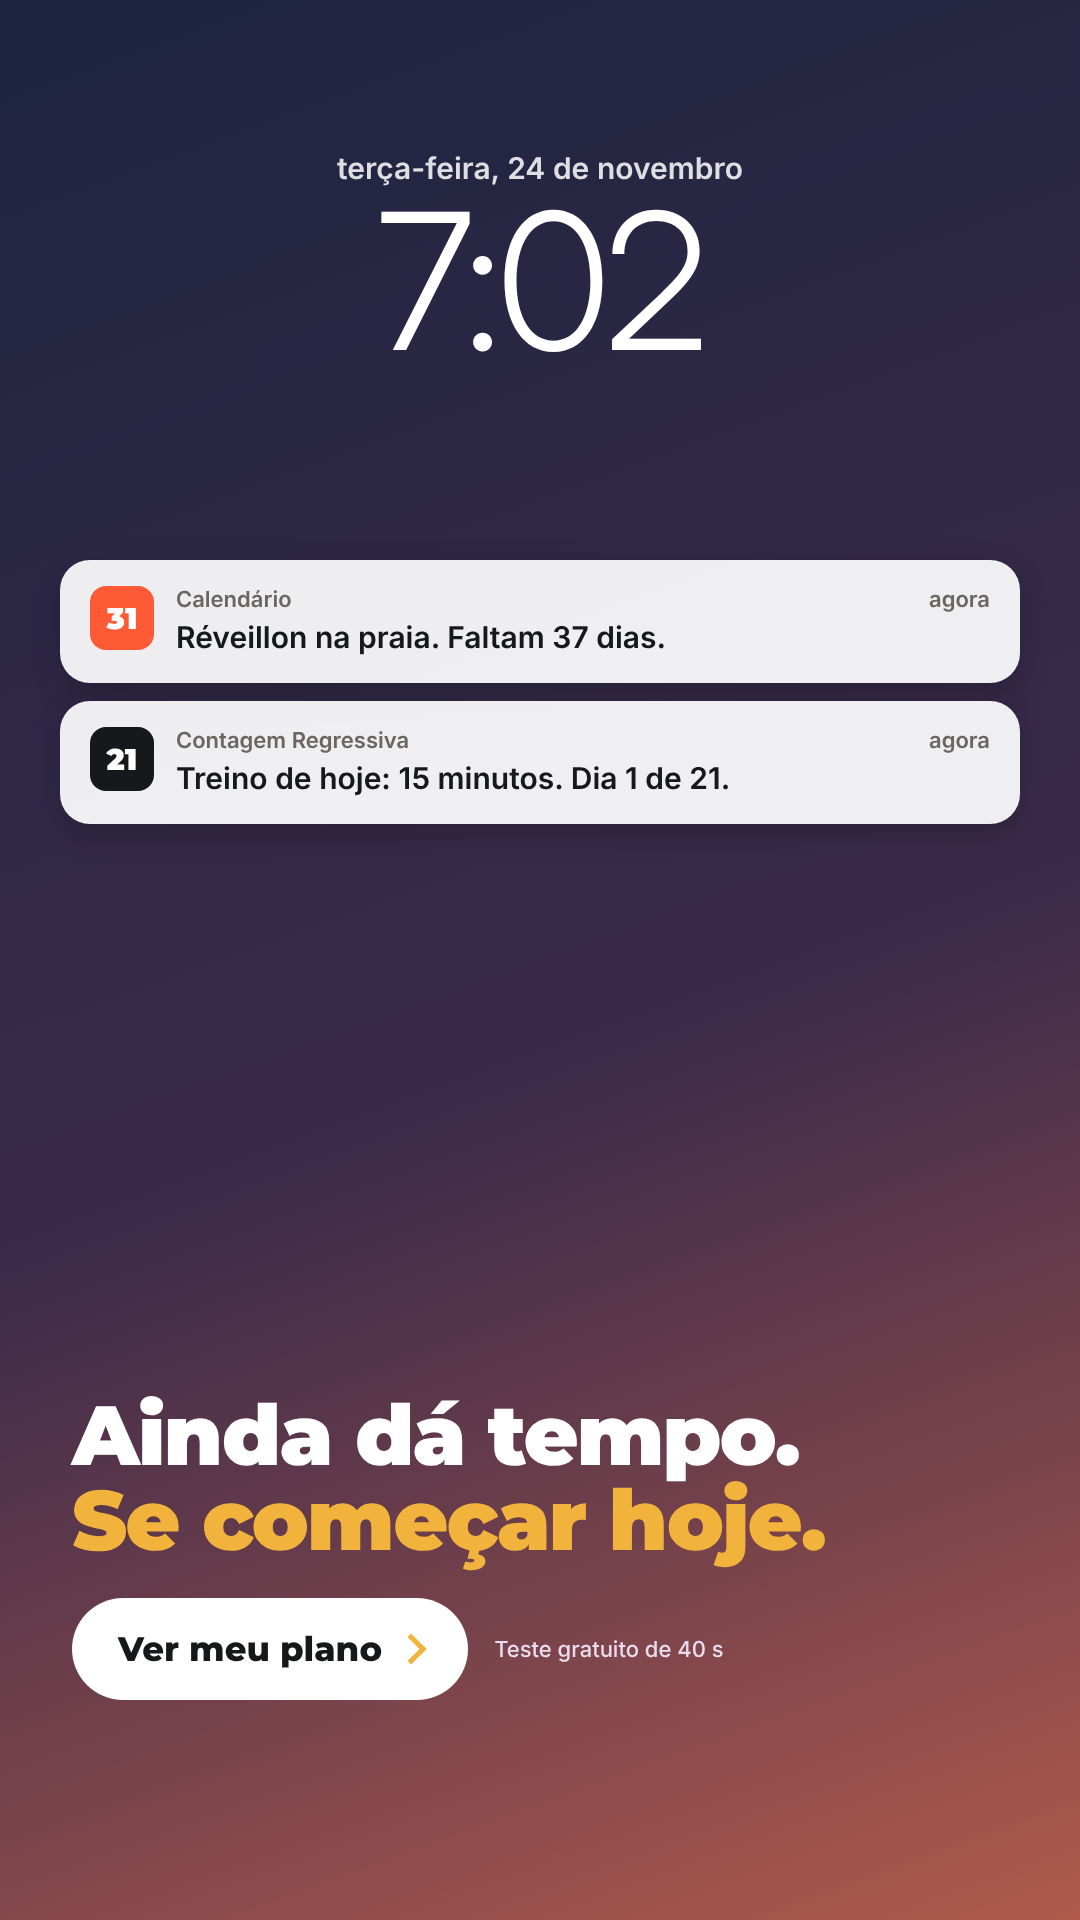 terça-feira, 24 de novembro
7:02
31
Calendário
agora
Réveillon na praia. Faltam 37 dias.
21
Contagem Regressiva
agora
Treino de hoje: 15 minutos. Dia 1 de 21.
Ainda dá tempo.
Se começar hoje.
Ver meu plano
Teste gratuito de 40 s